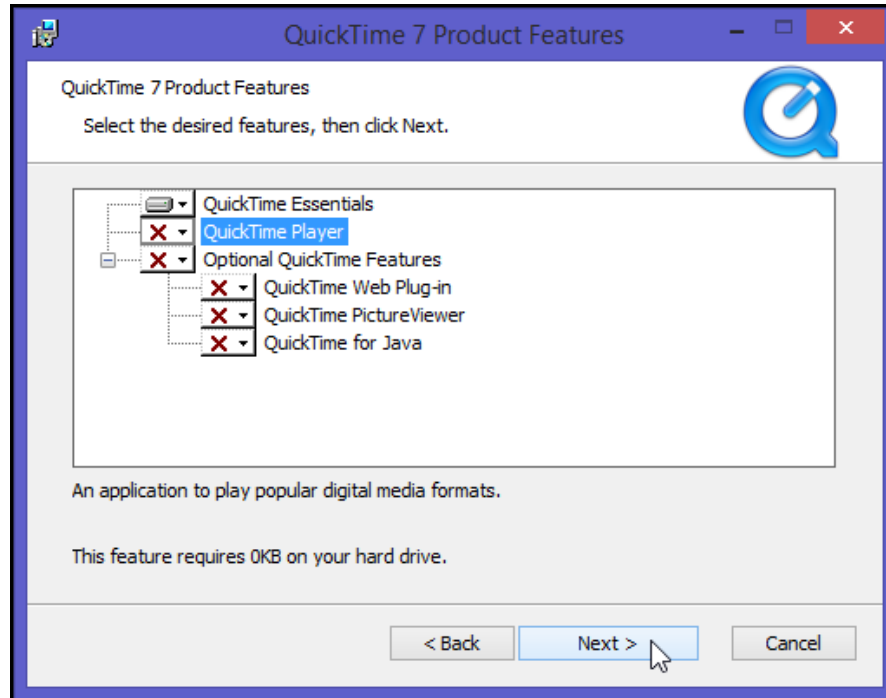 QuickTime 7 Product Features
QuickTime 7 Product Features
Select the desired features, then click Next.
QuickTime Essentials
QuickTime Player
Optional QuickTime Features
QuickTime Web Plug-in
QuickTime PictureViewer
QuickTime for Java
An application to play popular digital media formats.
This feature requires 0KB on your hard drive.
< Back Next > Cancel